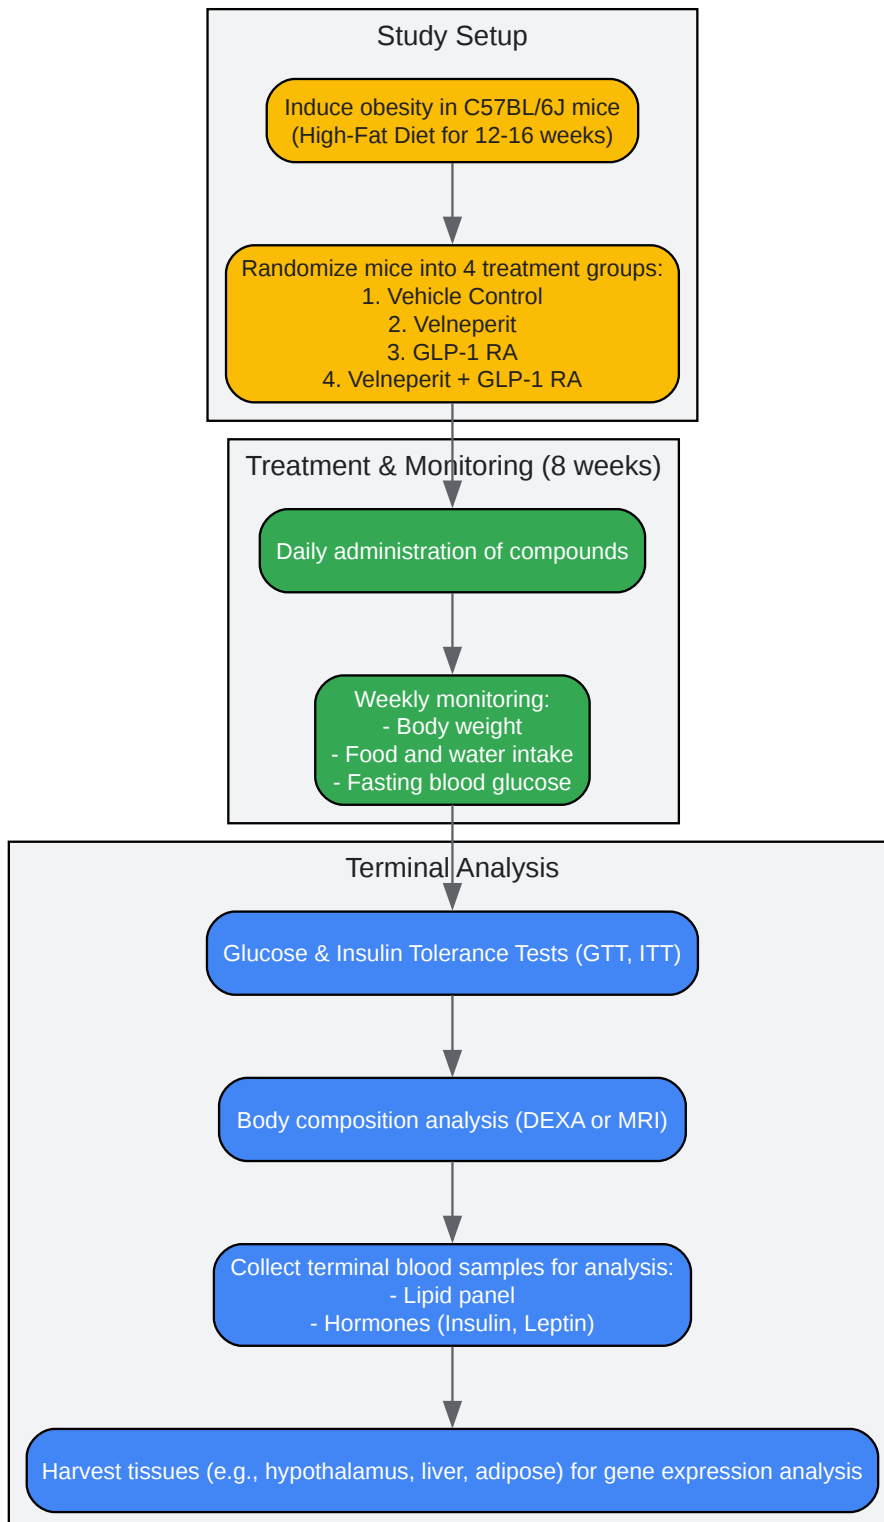 Study Setup
Induce obesity in C57BL/6J mice
(High-Fat Diet for 12-16 weeks)
Randomize mice into 4 treatment groups:
1. Vehicle Control
2. Velneperit
3. GLP-1 RA
4. Velneperit + GLP-1 RA
Treatment & Monitoring (8 weeks)
Daily administration of compounds
Weekly monitoring:
- Body weight
- Food and water intake
- Fasting blood glucose
Terminal Analysis
Glucose & Insulin Tolerance Tests (GTT, ITT)
Body composition analysis (DEXA or MRI)
Collect terminal blood samples for analysis:
- Lipid panel
- Hormones (Insulin, Leptin)
Harvest tissues (e.g., hypothalamus, liver, adipose) for gene expression analysis